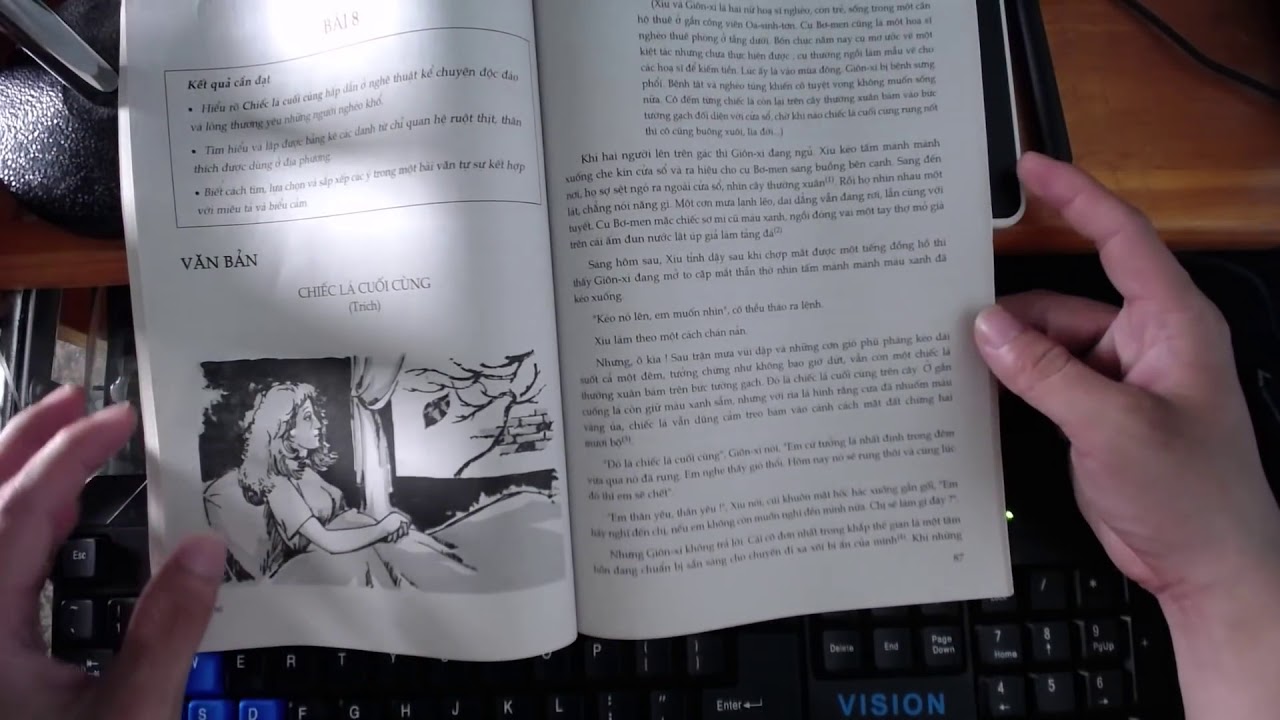 BÀI 8
Kết quả cần đạt
• Hiểu rõ Chiếc lá cuối cùng hấp dẫn ở nghệ thuật kể chuyện độc đáo
và lòng thương yêu những người nghèo khổ.
• Tìm hiểu và lập được bảng kê các danh từ chỉ quan hệ ruột thịt, thân
thích được dùng ở địa phương.
• Biết cách tìm, lựa chọn và sắp xếp các ý trong một bài văn tự sự kết hợp
với miêu tả và biểu cảm.
VĂN BẢN
CHIẾC LÁ CUỐI CÙNG
(Trích)
(Xiu và Giôn-xi là hai nữ hoạ sĩ nghèo, còn trẻ, sống trong một căn
hộ thuê ở gần công viên Oa-sinh-tơn. Cụ Bơ-men cũng là một hoạ sĩ
nghèo thuê phòng ở tầng dưới. Bốn chục năm nay cụ mơ ước vẽ một
kiệt tác nhưng chưa thực hiện được ; cụ thường ngồi làm mẫu vẽ cho
các hoạ sĩ để kiếm tiền. Lúc ấy là vào mùa đông. Giôn-xi bị bệnh sưng
phổi. Bệnh tật và nghèo túng khiến cô tuyệt vọng không muốn sống
nữa. Cô đếm từng chiếc lá còn lại trên cây thường xuân bám vào bức
tường gạch đối diện với cửa sổ, chờ khi nào chiếc lá cuối cùng rụng nốt
thì cô cũng buông xuôi, lìa đời...)
Khi hai người lên trên gác thì Giôn-xi đang ngủ. Xiu kéo tấm mành mành
xuống che kín cửa sổ và ra hiệu cho cụ Bơ-men sang buồng bên cạnh. Sang đến
nơi, họ sợ sệt ngó ra ngoài cửa sổ, nhìn cây thường xuân(1). Rồi họ nhìn nhau một
lát, chẳng nói năng gì. Một cơn mưa lạnh lẽo, dai dẳng vẫn đang rơi, lẫn cùng với
tuyết. Cụ Bơ-men mặc chiếc sơ mi cũ màu xanh, ngồi đóng vai một tay thợ mỏ già
trên cái ấm đun nước lật úp giả làm tảng đá(2)
Sáng hôm sau, Xiu tỉnh dậy sau khi chợp mắt được một tiếng đồng hồ thì
thấy Giôn-xi đang mở to cặp mắt thẫn thờ nhìn tấm mành mành màu xanh đã
kéo xuống.
"Kéo nó lên, em muốn nhìn", cô thều thào ra lệnh.
Xiu làm theo một cách chán nản.
Nhưng, ô kìa ! Sau trận mưa vùi dập và những cơn gió phũ phàng kéo dài
suốt cả một đêm, tưởng chừng như không bao giờ dứt, vẫn còn một chiếc lá
thường xuân bám trên bức tường gạch. Đó là chiếc lá cuối cùng trên cây. Ở gần
cuống lá còn giữ màu xanh sẫm, nhưng với rìa lá hình răng cưa đã nhuốm màu
vàng úa, chiếc lá vẫn dũng cảm treo bám vào cành cách mặt đất chừng hai
mươi bộ(3)
"Đó là chiếc lá cuối cùng", Giôn-xi nói, "Em cứ tưởng là nhất định trong đêm
vừa qua nó đã rụng. Em nghe thấy gió thổi. Hôm nay nó sẽ rụng thôi và cùng lúc
đó thì em sẽ chết".
"Em thân yêu, thân yêu !", Xiu nói, cúi khuôn mặt hốc hác xuống gần gối, "Em
hãy nghĩ đến chị, nếu em không còn muốn nghĩ đến mình nữa. Chị sẽ làm gì đây ?".
Nhưng Giôn-xi không trả lời. Cái cô đơn nhất trong khắp thế gian là một tâm
hồn đang chuẩn bị sẵn sàng cho chuyến đi xa xôi bí ẩn của mình(4). Khi những
87
Esc
W E R T Y O P [ ]
{ }
S D F G H J K L
Enter
Delete End Page Down
7 Home 8 9 PgUp
4 5 6
/ *
VISION